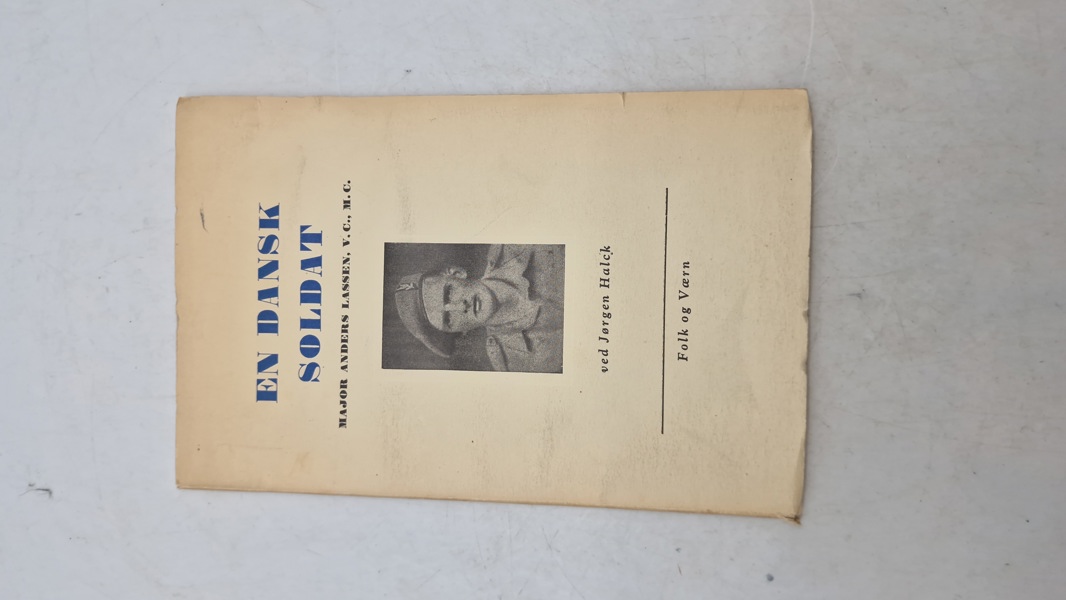 EN DANSK
SOLDAT
MAJOR ANDERS LASSEN, V.C., M.C.
ved Jørgen Halck
Folk og Værn